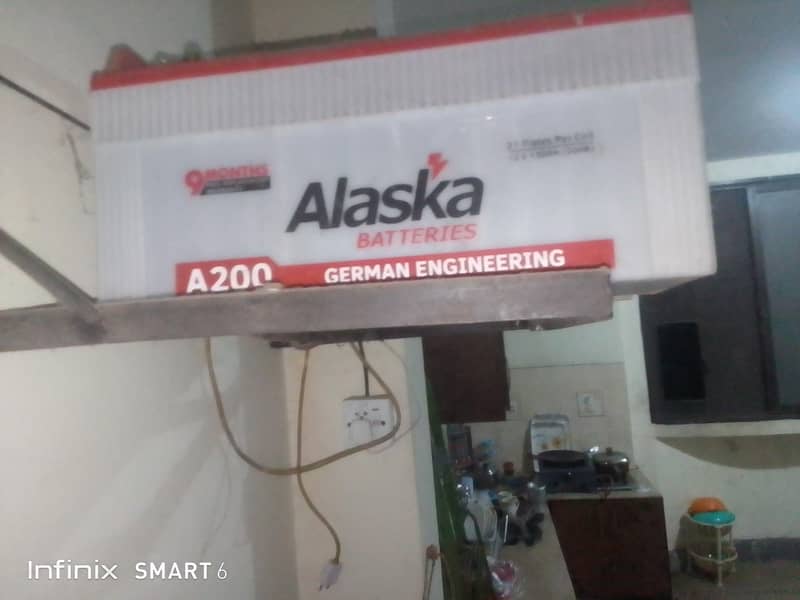 9 MONTHS
Alaska
BATTERIES
A200
GERMAN ENGINEERING
Infinix SMART 6